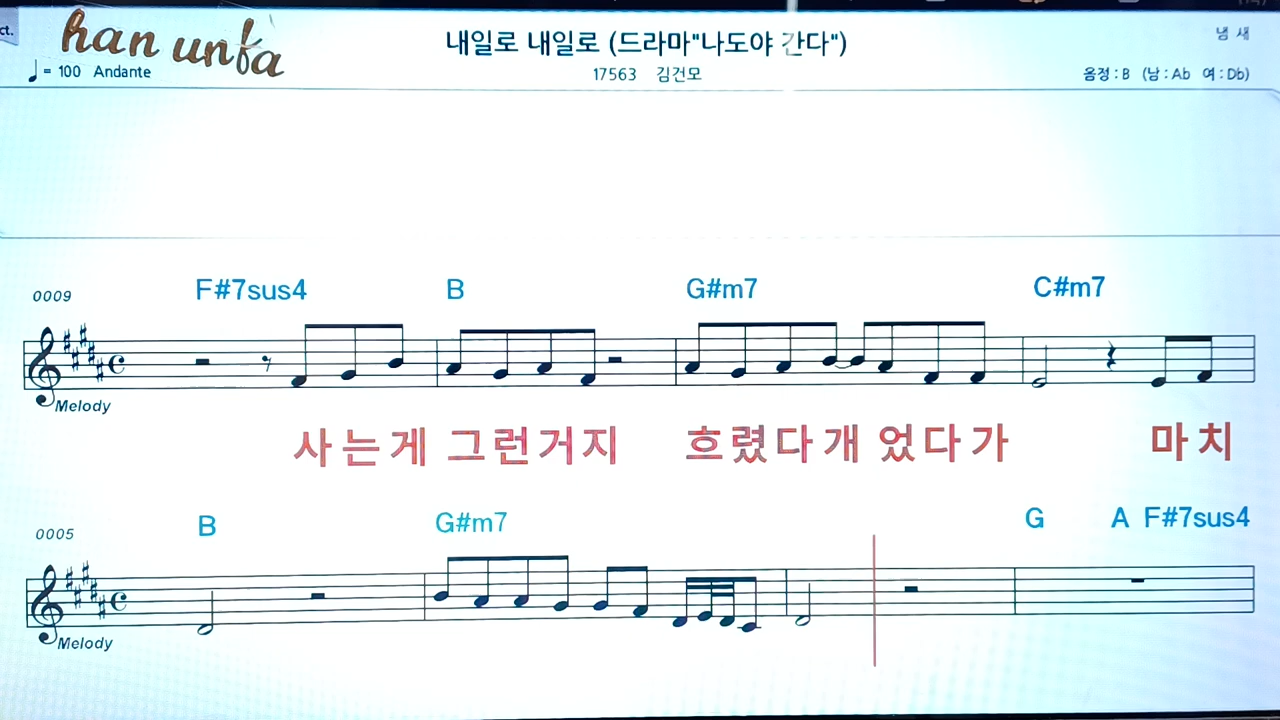 ct.
han unfa
내일로 내일로 (드라마"나도야 간다")
냄 새
♩= 100 Andante
17563 김건모
음정 : B (남 : Ab 여 : Db)
0009
F#7sus4 B G#m7 C#m7
Melody
사는게 그런거지 흐렸다개 었다가 마치
0005
B G#m7 G A F#7sus4
Melody